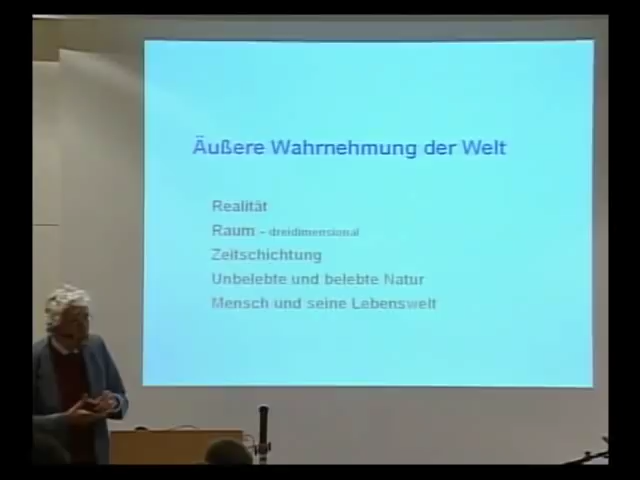 Äußere Wahrnehmung der Welt
Realität
Raum - dreidimensional
Zeitschichtung
Unbelebte und belebte Natur
Mensch und seine Lebenswelt